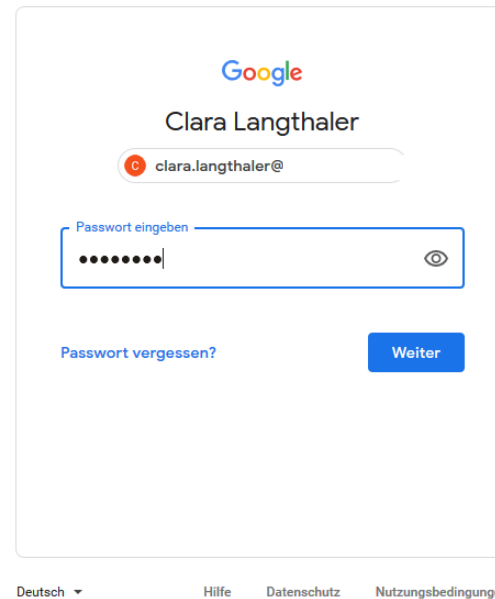 Google
Clara Langthaler
C clara.langthaler@
Passwort eingeben
••••••••
Passwort vergessen? Weiter
Deutsch Hilfe Datenschutz Nutzungsbedingung